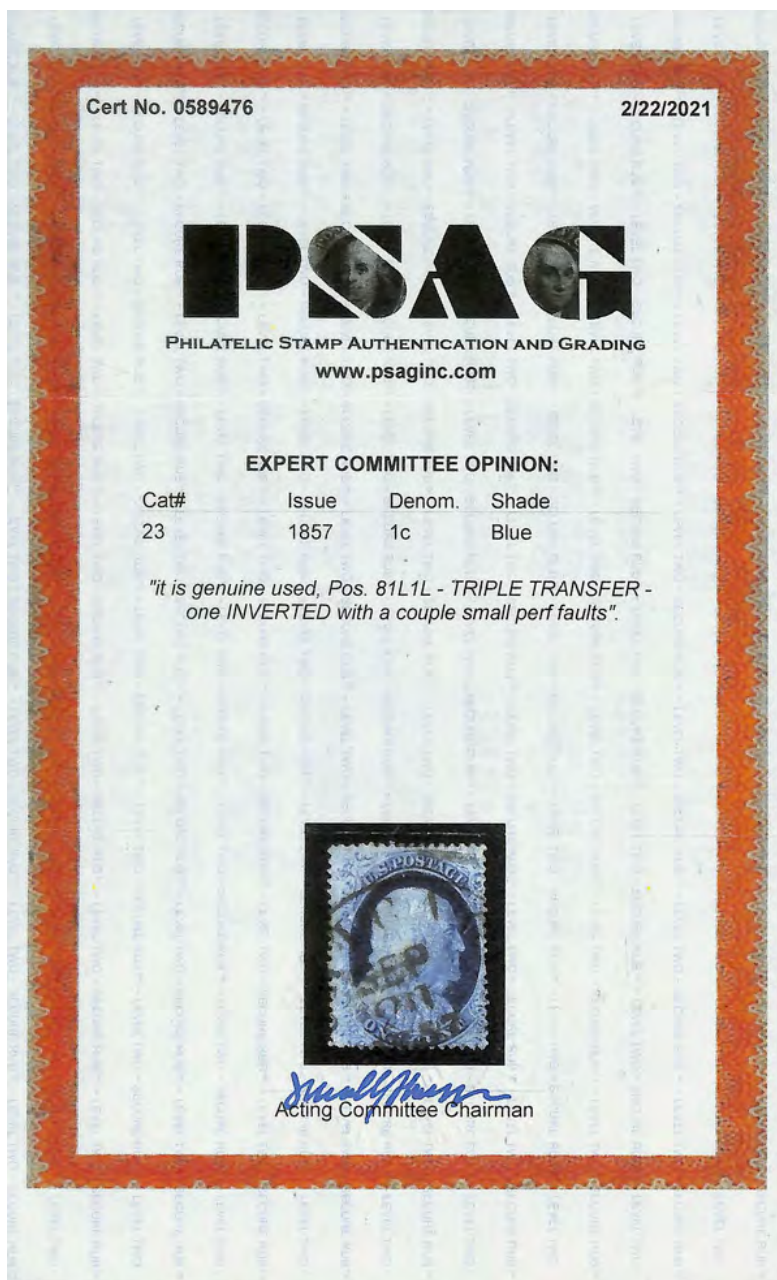 Cert No. 0589476 2/22/2021
PSAG
PHILATELIC STAMP AUTHENTICATION AND GRADING
www.psaginc.com
EXPERT COMMITTEE OPINION:
Cat# Issue Denom. Shade
23 1857 1c Blue
"it is genuine used, Pos. 81L1L - TRIPLE TRANSFER -
one INVERTED with a couple small perf faults".
U.S. POSTAGE
SEP
Acting Committee Chairman